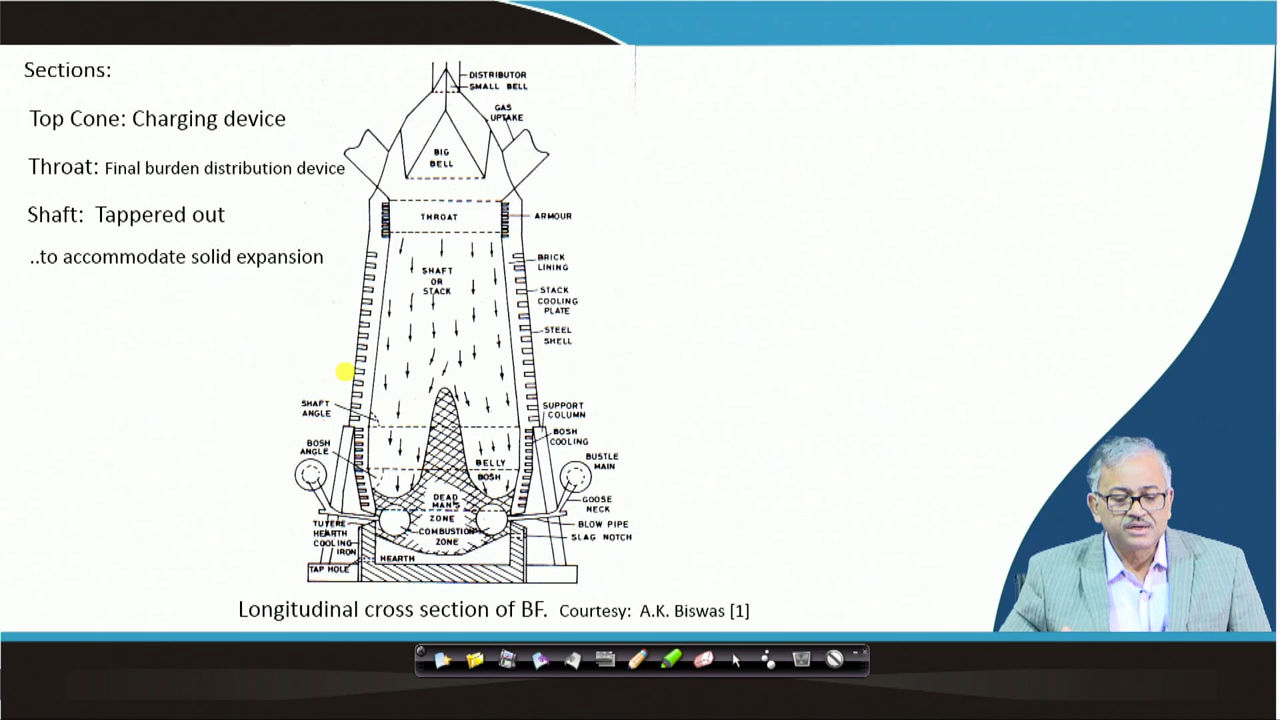 Sections:
Top Cone: Charging device
Throat: Final burden distribution device
Shaft: Tappered out
..to accommodate solid expansion
DISTRIBUTOR
SMALL BELL
GAS
UPTAKE
BIG
BELL
THROAT
ARMOUR
BRICK
LINING
SHAFT
OR
STACK
STACK
COOLING
PLATE
STEEL
SHELL
SHAFT
ANGLE
SUPPORT
COLUMN
BOSH
COOLING
BOSH
ANGLE
BELLY
BUSTLE
MAIN
BOSH
DEAD
MAN'S
ZONE
GOOSE
NECK
TUYERE
BLOW PIPE
HEARTH
COOLING
COMBUSTION
ZONE
SLAG NOTCH
IRON
HEARTH
TAP HOLE
Longitudinal cross section of BF. Courtesy: A.K. Biswas [1]